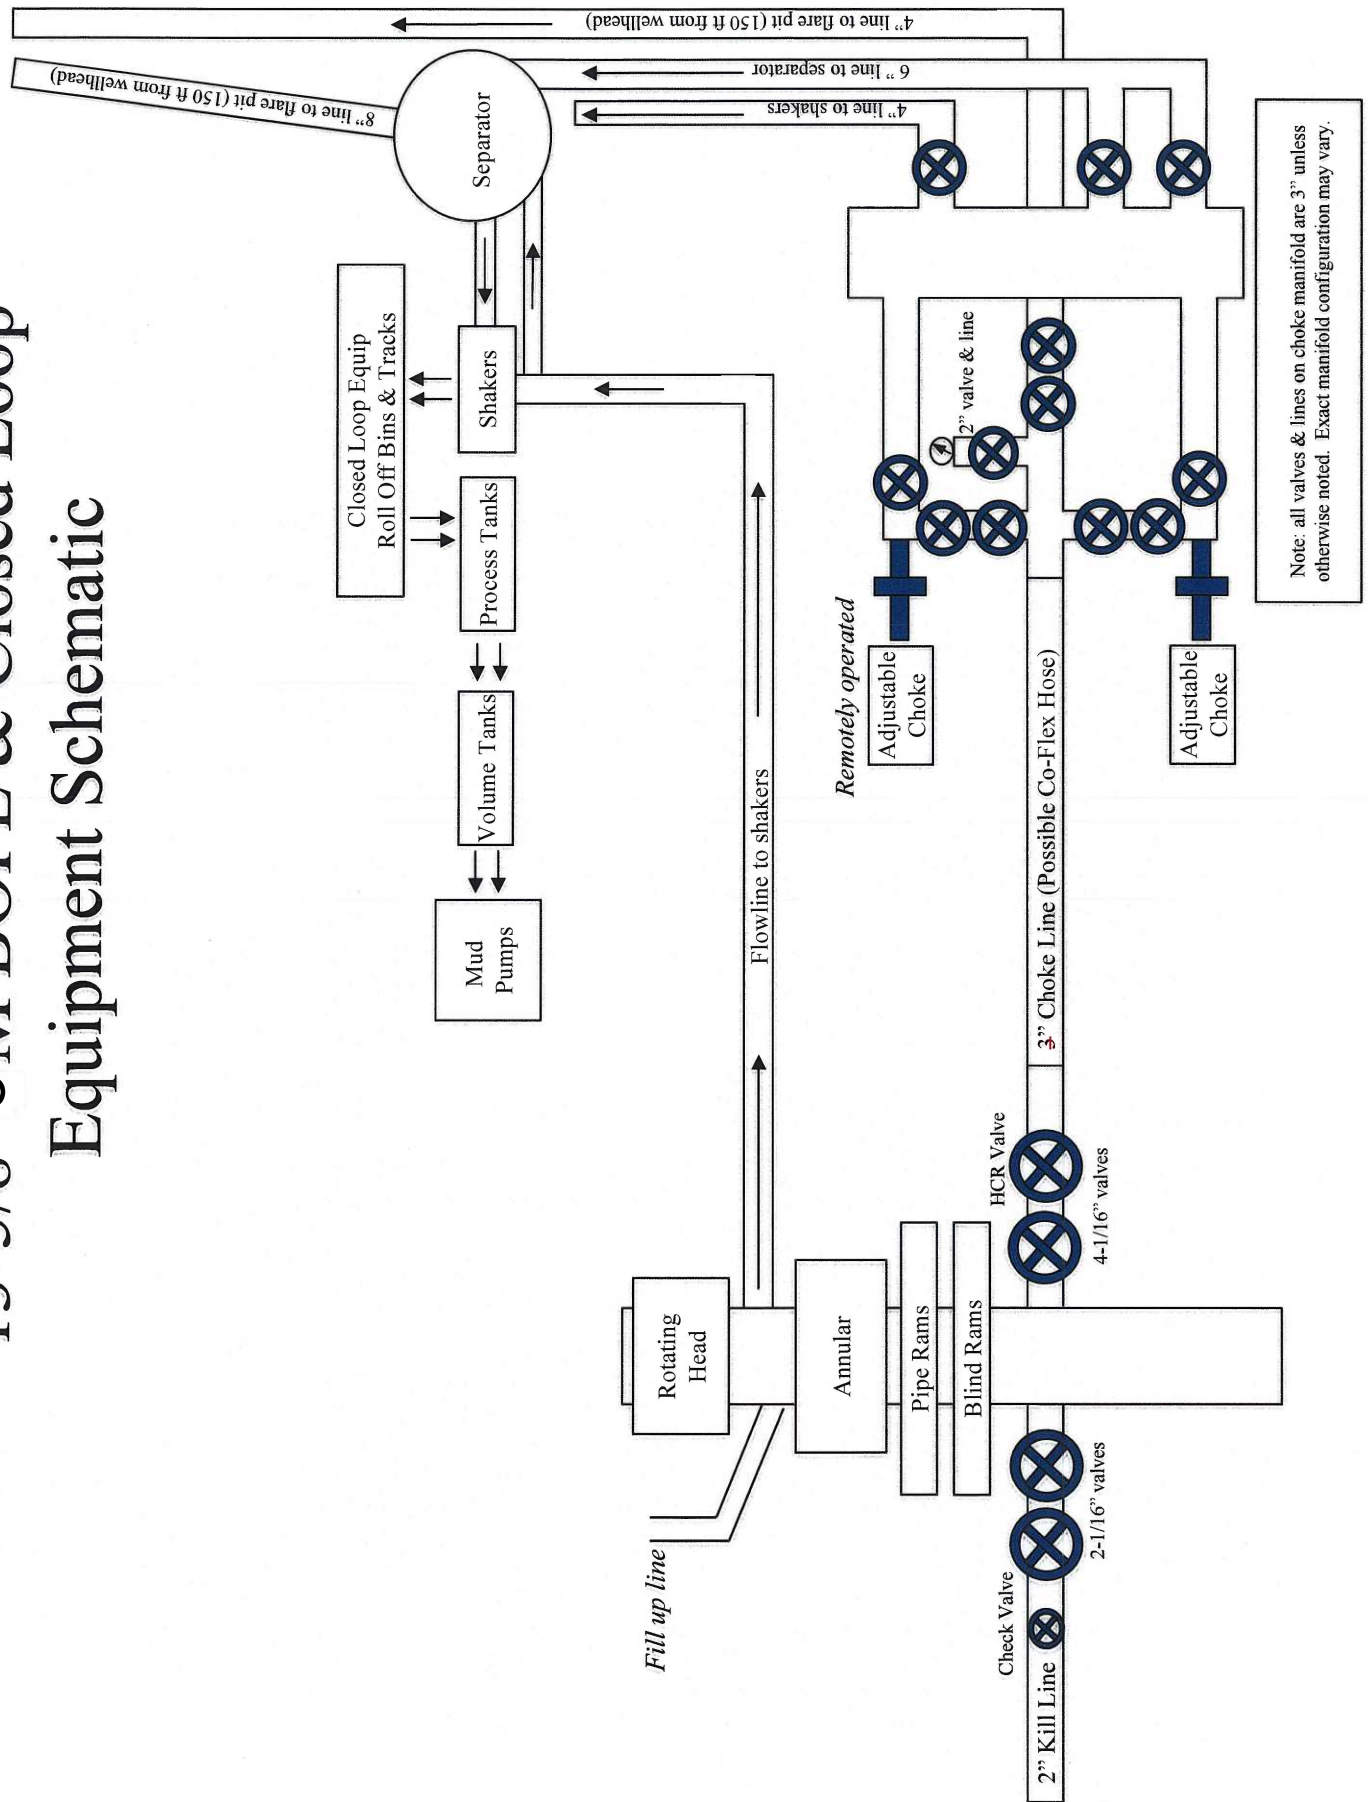 BOPE & Closed Loop
Equipment Schematic
Closed Loop Equip
Roll Off Bins & Tracks
8” line to flare pit (150 ft from wellhead)
4” line to flare pit (150 ft from wellhead)
Mud
Pumps
Volume Tanks
Process Tanks
Shakers
Separator
6” line to separator
4” line to shakers
Fill up line
Rotating
Head
Flowline to shakers
Annular
Remotely operated
Adjustable
Choke
Pipe Rams
Blind Rams
2” valve & line
Check Valve
HCR Valve
2” Kill Line
3” Choke Line (Possible Co-Flex Hose)
2-1/16” valves
4-1/16” valves
Adjustable
Choke
Note: all valves & lines on choke manifold are 3” unless
otherwise noted. Exact manifold configuration may vary.